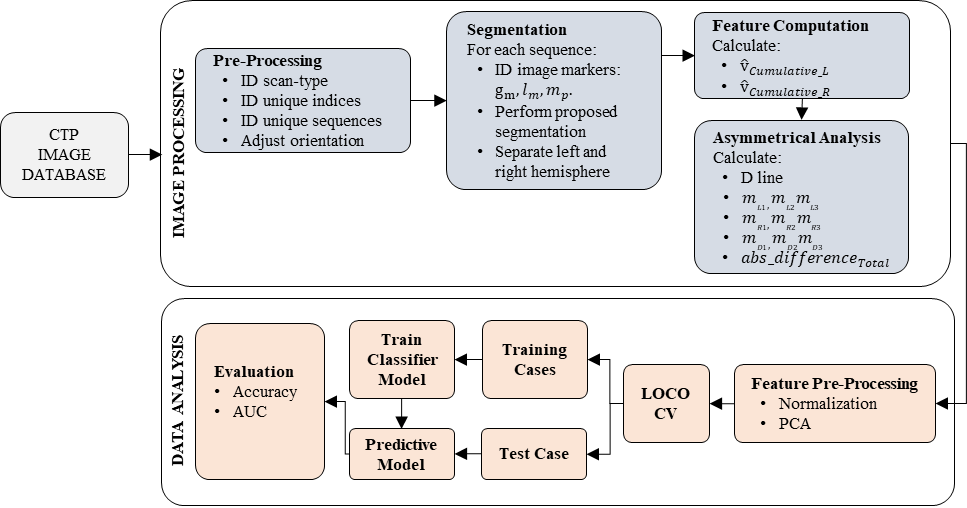 CTP
IMAGE
DATABASE
IMAGE PROCESSING
Pre-Processing
• ID scan-type
• ID unique indices
• ID unique sequences
• Adjust orientation
Segmentation
For each sequence:
• ID image markers:
gₘ, lₘ, mₚ.
• Perform proposed
segmentation
• Separate left and
right hemisphere
Feature Computation
Calculate:
• v̂_Cumulative_L
• v̂_Cumulative_R
Asymmetrical Analysis
Calculate:
• D line
• m_L1, m_L2 m_L3
• m_R1, m_R2 m_R3
• m_D1, m_D2 m_D3
• abs_difference_Total
DATA ANALYSIS
Feature Pre-Processing
• Normalization
• PCA
LOCO
CV
Training
Cases
Test Case
Train
Classifier
Model
Predictive
Model
Evaluation
• Accuracy
• AUC